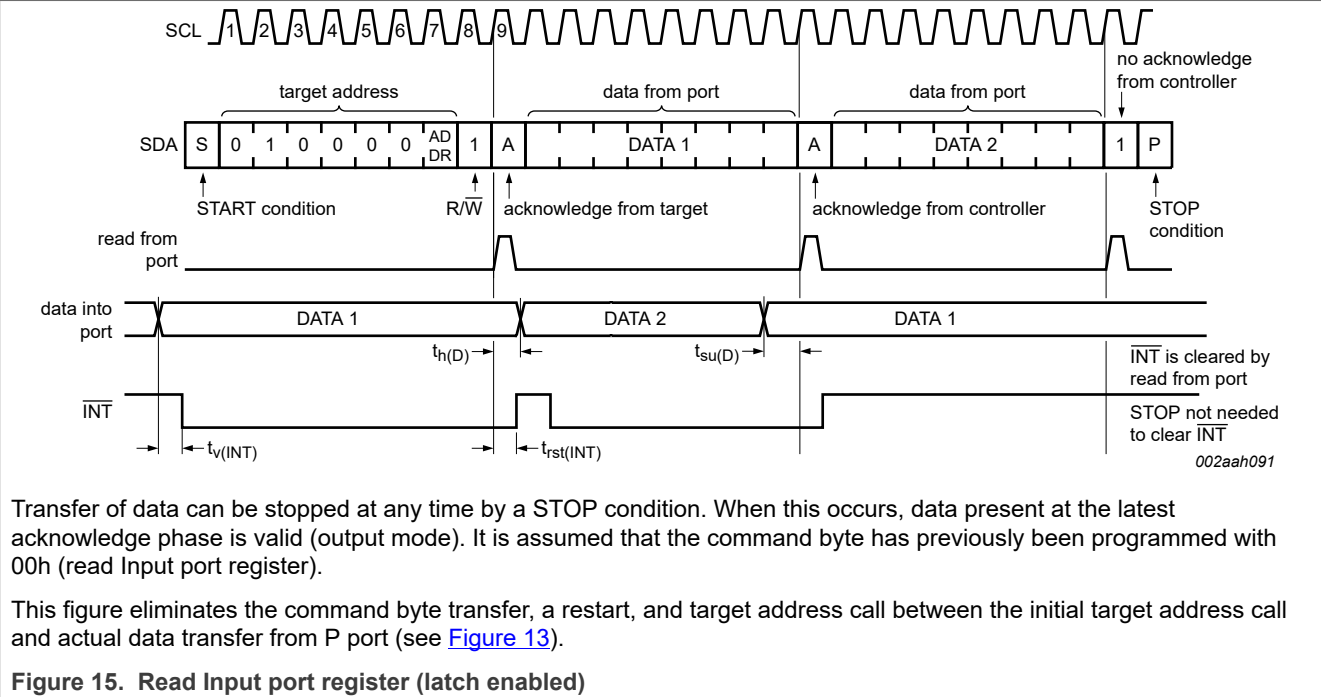 SCL 1 2 3 4 5 6 7 8 9
no acknowledge
from controller
target address data from port data from port
SDA S 0 1 0 0 0 0 AD DR 1 A DATA 1 A DATA 2 1 P
START condition R/W acknowledge from target acknowledge from controller STOP
condition
read from
port
data into
port
DATA 1 DATA 2 DATA 1
th(D) tsu(D)
INT is cleared by
read from port
INT
STOP not needed
to clear INT
tv(INT) trst(INT)
002aah091
Transfer of data can be stopped at any time by a STOP condition. When this occurs, data present at the latest
acknowledge phase is valid (output mode). It is assumed that the command byte has previously been programmed with
00h (read Input port register).
This figure eliminates the command byte transfer, a restart, and target address call between the initial target address call
and actual data transfer from P port (see Figure 13).
Figure 15. Read Input port register (latch enabled)